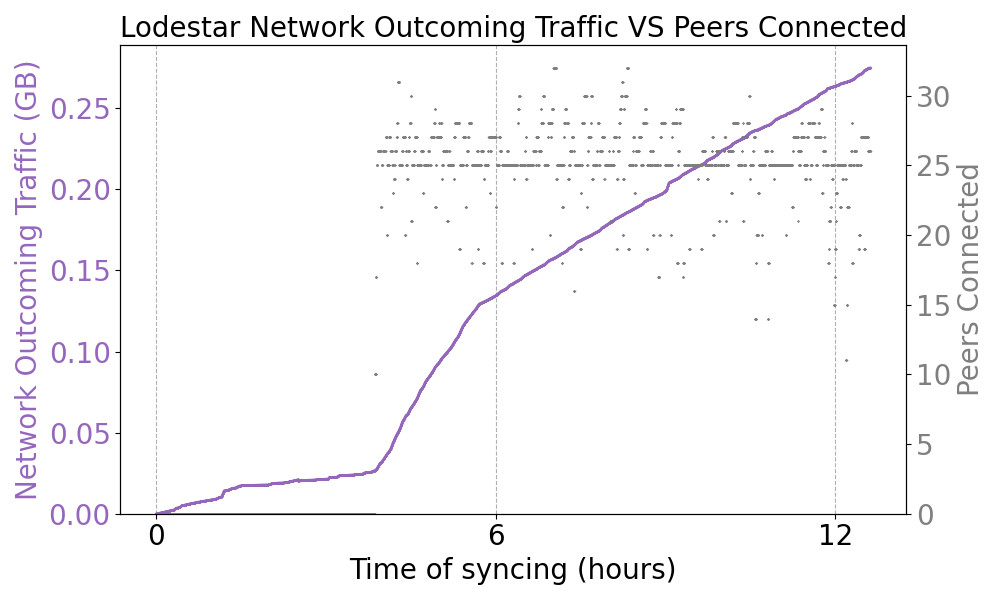 Lodestar Network Outcoming Traffic VS Peers Connected
Network Outcoming Traffic (GB)
0.25
0.20
0.15
0.10
0.05
0.00
30
25
20
15
10
5
0
Peers Connected
0 6 12
Time of syncing (hours)